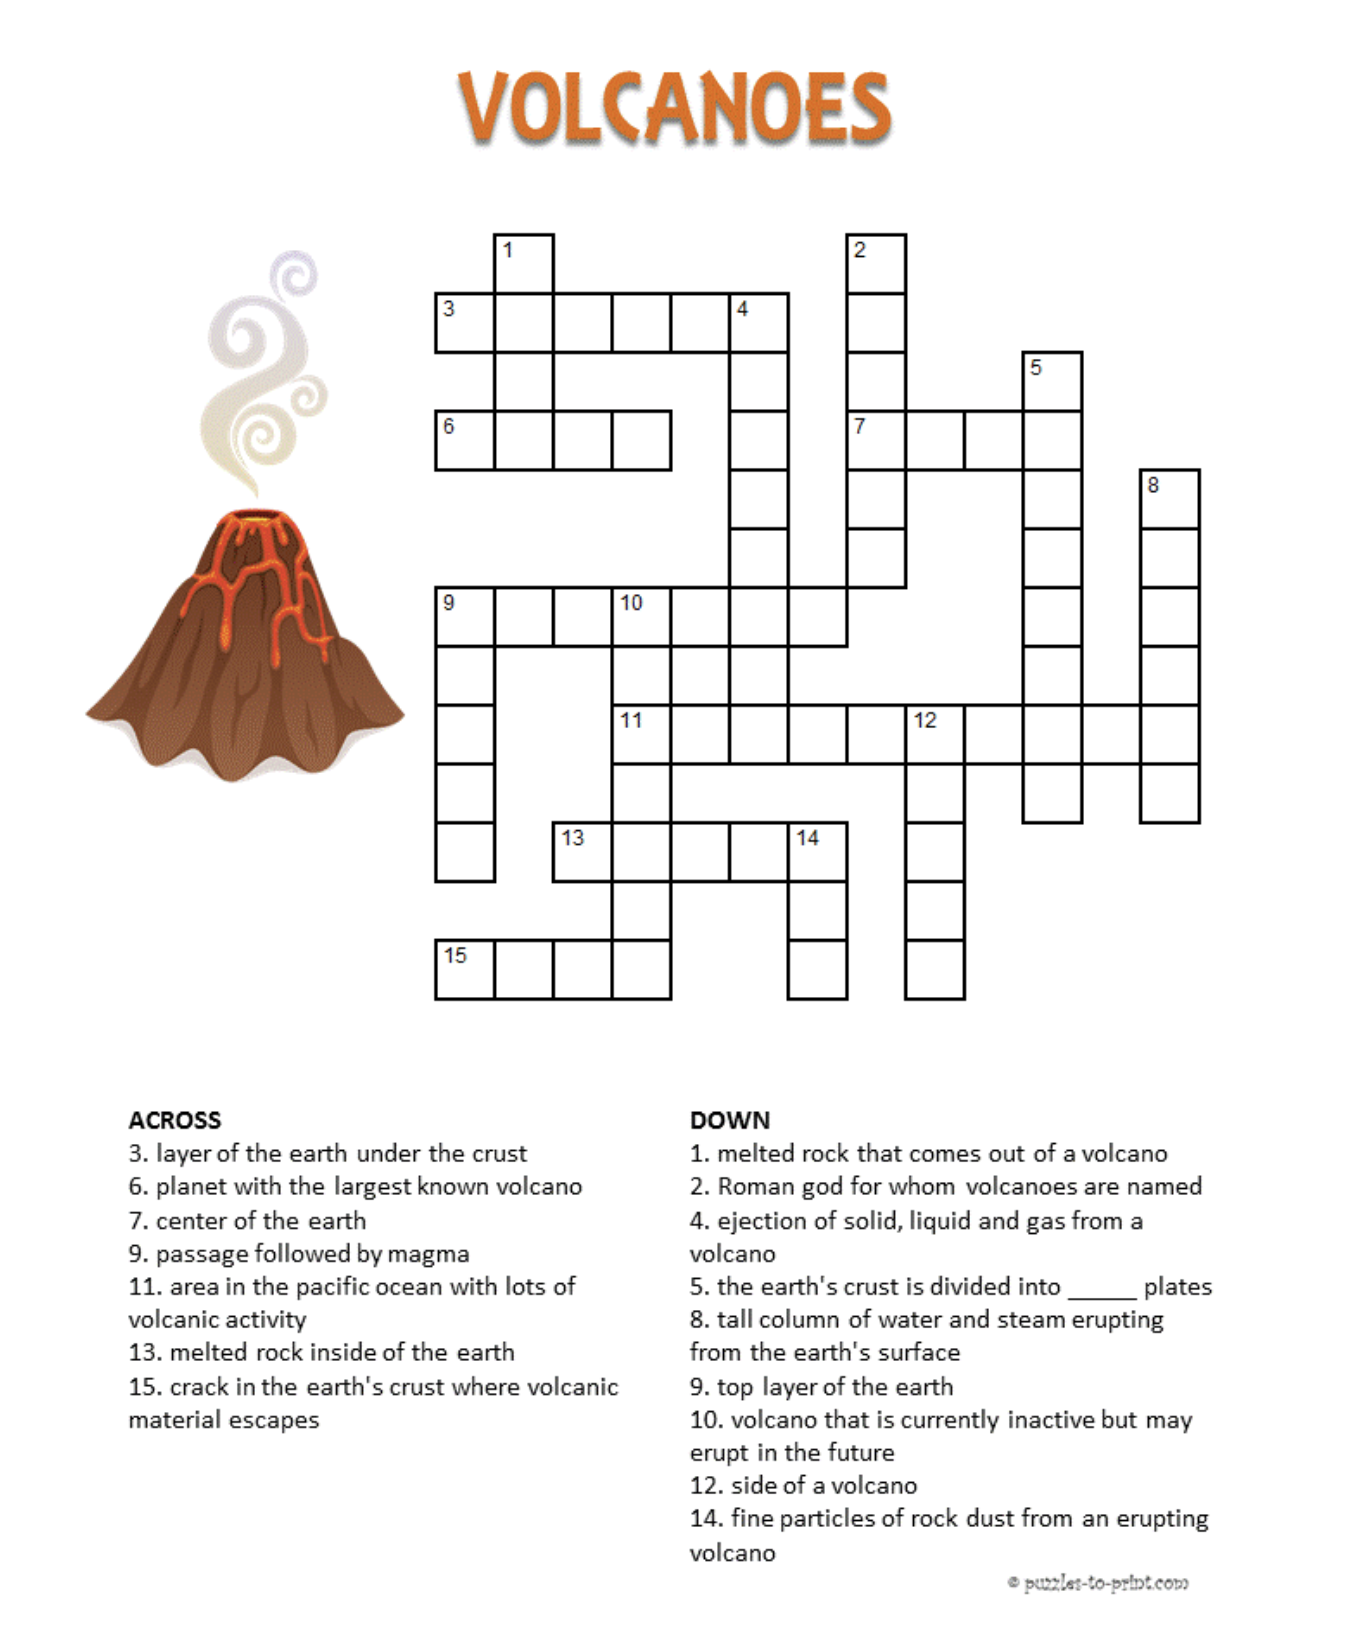 VOLCANOES
1
2
3
4
5
6
7
8
9
10
11
12
13
14
15
ACROSS
3. layer of the earth under the crust
6. planet with the largest known volcano
7. center of the earth
9. passage followed by magma
11. area in the pacific ocean with lots of
volcanic activity
13. melted rock inside of the earth
15. crack in the earth's crust where volcanic
material escapes
DOWN
1. melted rock that comes out of a volcano
2. Roman god for whom volcanoes are named
4. ejection of solid, liquid and gas from a
volcano
5. the earth's crust is divided into _____ plates
8. tall column of water and steam erupting
from the earth's surface
9. top layer of the earth
10. volcano that is currently inactive but may
erupt in the future
12. side of a volcano
14. fine particles of rock dust from an erupting
volcano
© puzzles-to-print.com